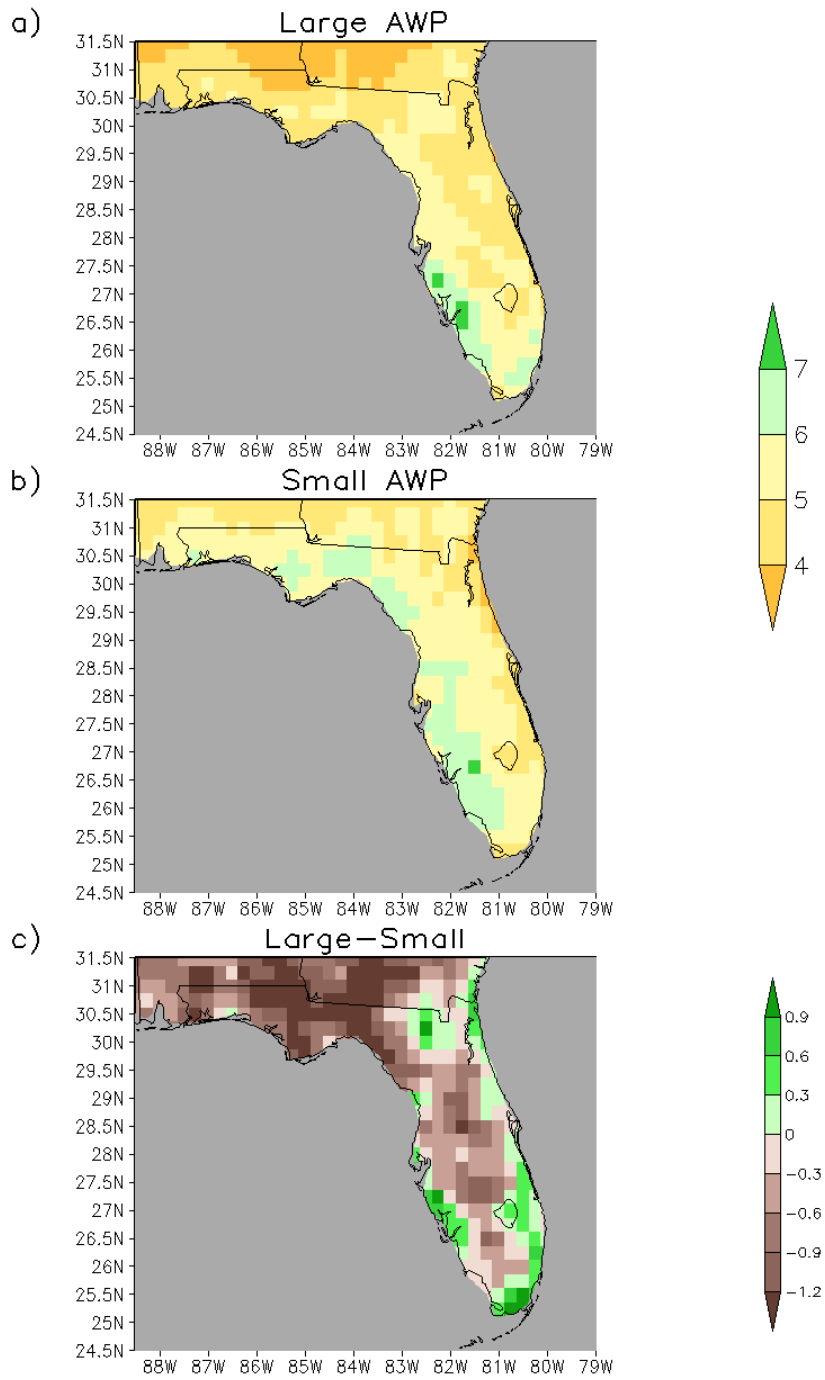 a)
Large AWP
31.5N
31N
30.5N
30N
29.5N
29N
28.5N
28N
27.5N
27N
26.5N
26N
25.5N
25N
24.5N
88W 87W 86W 85W 84W 83W 82W 81W 80W 79W
b)
Small AWP
31.5N
31N
30.5N
30N
29.5N
29N
28.5N
28N
27.5N
27N
26.5N
26N
25.5N
25N
24.5N
88W 87W 86W 85W 84W 83W 82W 81W 80W 79W
7
6
5
4
c)
Large−Small
31.5N
31N
30.5N
30N
29.5N
29N
28.5N
28N
27.5N
27N
26.5N
26N
25.5N
25N
24.5N
88W 87W 86W 85W 84W 83W 82W 81W 80W 79W
0.9
0.6
0.3
0
−0.3
−0.6
−0.9
−1.2